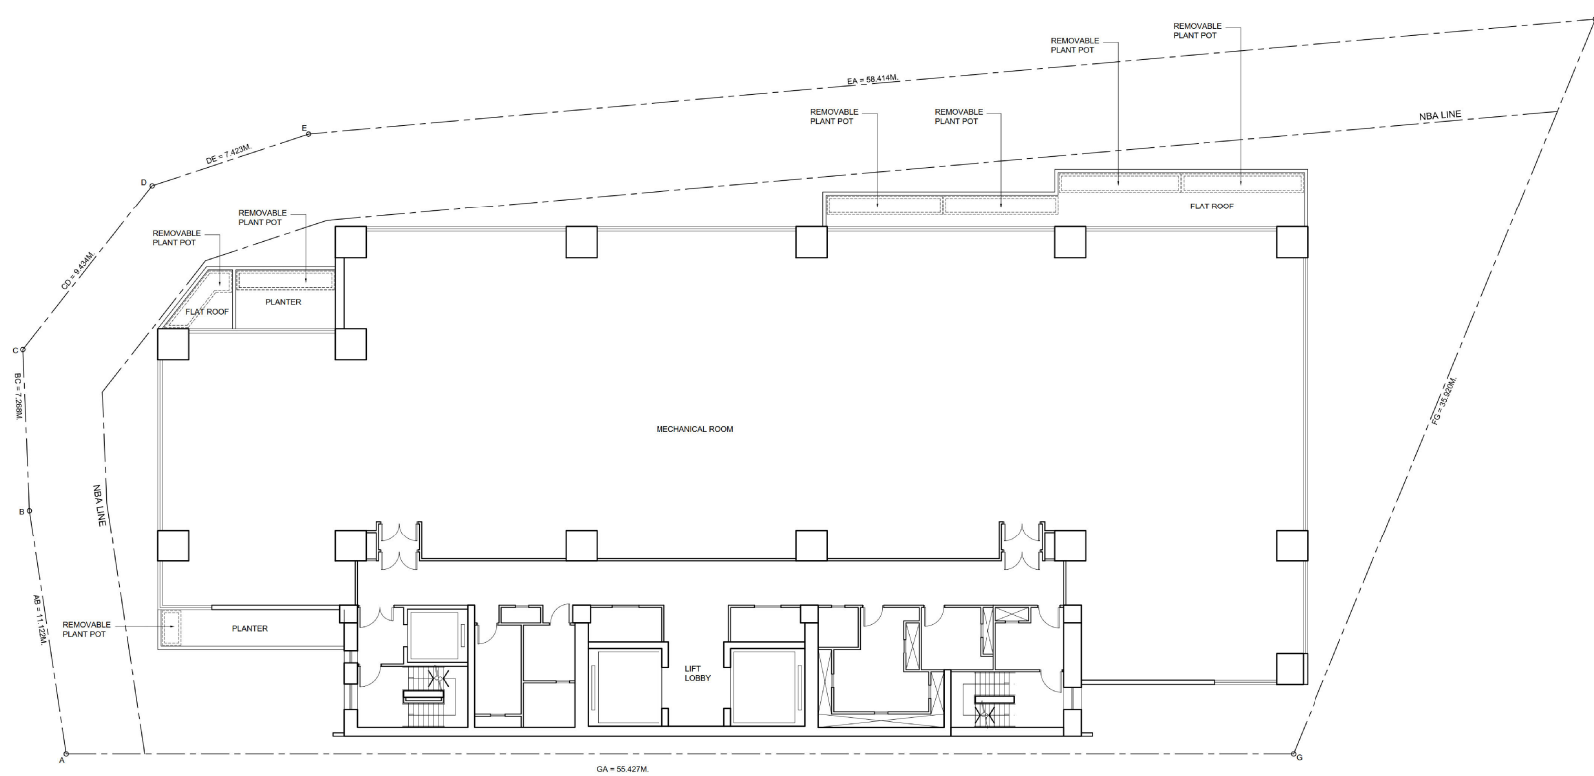 REMOVABLE
PLANT POT
REMOVABLE
PLANT POT
EA = 58.414M.
REMOVABLE
PLANT POT
REMOVABLE
PLANT POT
NBA LINE
E
DE = 7.423M.
D
REMOVABLE
PLANT POT
FLAT ROOF
REMOVABLE
PLANT POT
CD = 9.434M.
PLANTER
FLAT ROOF
C
BC = 7.268M.
FG = 35.920M.
MECHANICAL ROOM
NBA LINE
B
AB = 11.122M.
REMOVABLE
PLANT POT
PLANTER
LIFT
LOBBY
A
G
GA = 55.427M.